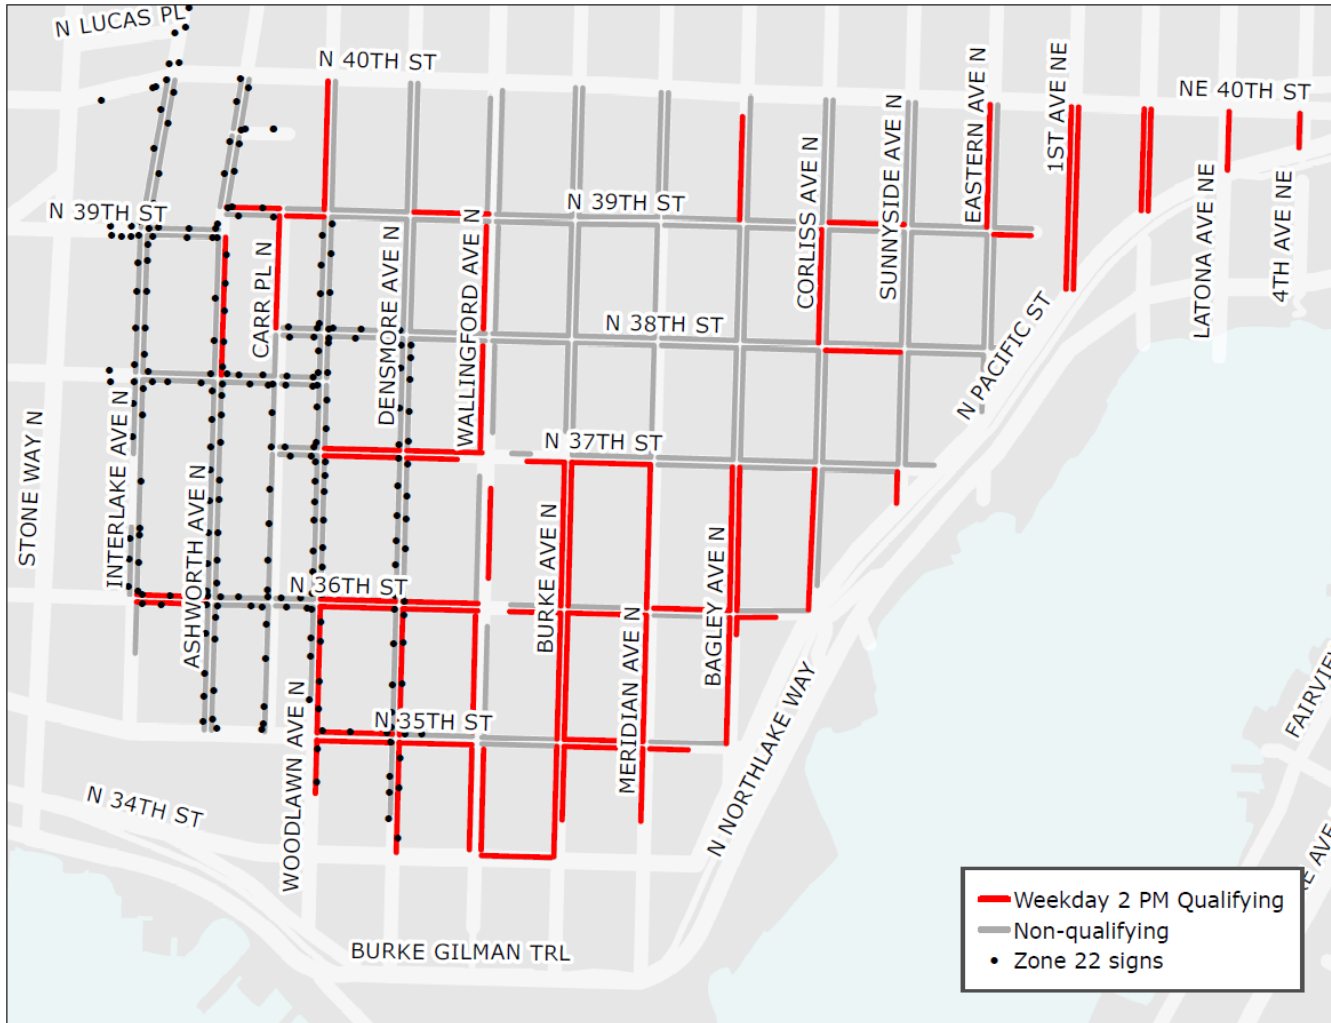 N LUCAS PL
N 40TH ST
NE 40TH ST
1ST AVE NE
EASTERN AVE N
SUNNYSIDE AVE N
CORLISS AVE N
N 39TH ST
N 39TH ST
LATONA AVE NE
4TH AVE NE
CARR PL N
DENSMORE AVE N
WALLINGFORD AVE N
N 38TH ST
N PACIFIC ST
STONE WAY N
INTERLAKE AVE N
ASHWORTH AVE N
N 37TH ST
BURKE AVE N
BAGLEY AVE N
MERIDIAN AVE N
N 36TH ST
WOODLAWN AVE N
N 35TH ST
N NORTHLAKE WAY
FAIRVIEW
N 34TH ST
RE AVE
BURKE GILMAN TRL
Weekday 2 PM Qualifying
Non-qualifying
Zone 22 signs